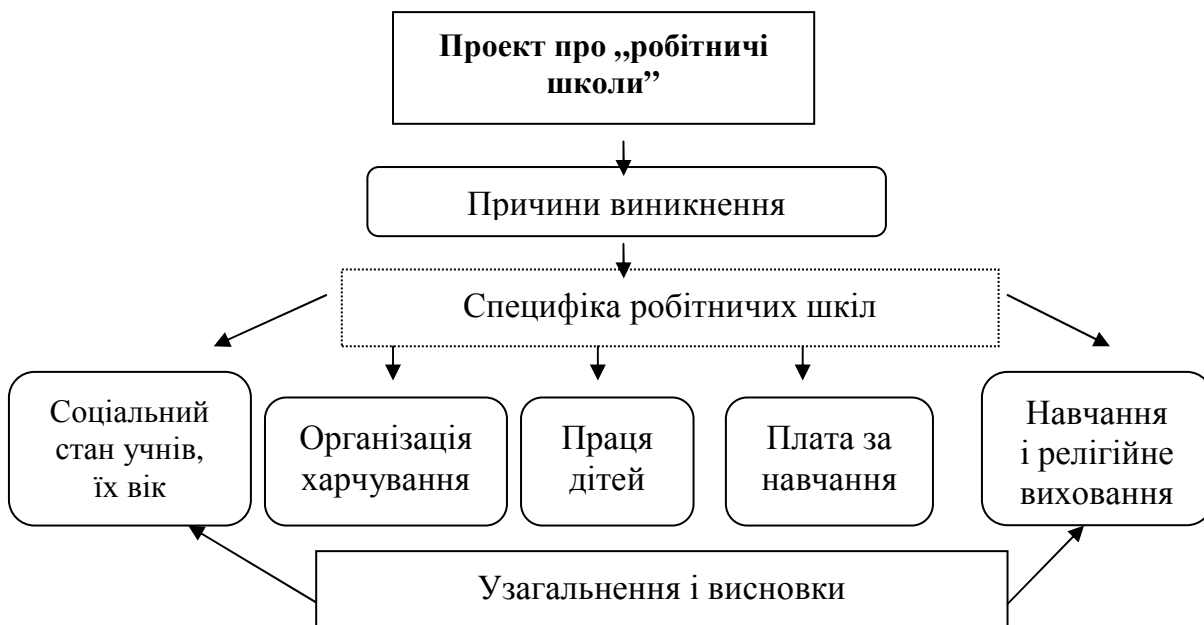 Проект про „робітничі
школи”
Причини виникнення
Специфіка робітничих шкіл
Соціальний
стан учнів,
їх вік
Організація
харчування
Праця
дітей
Плата за
навчання
Навчання
і релігійне
виховання
Узагальнення і висновки